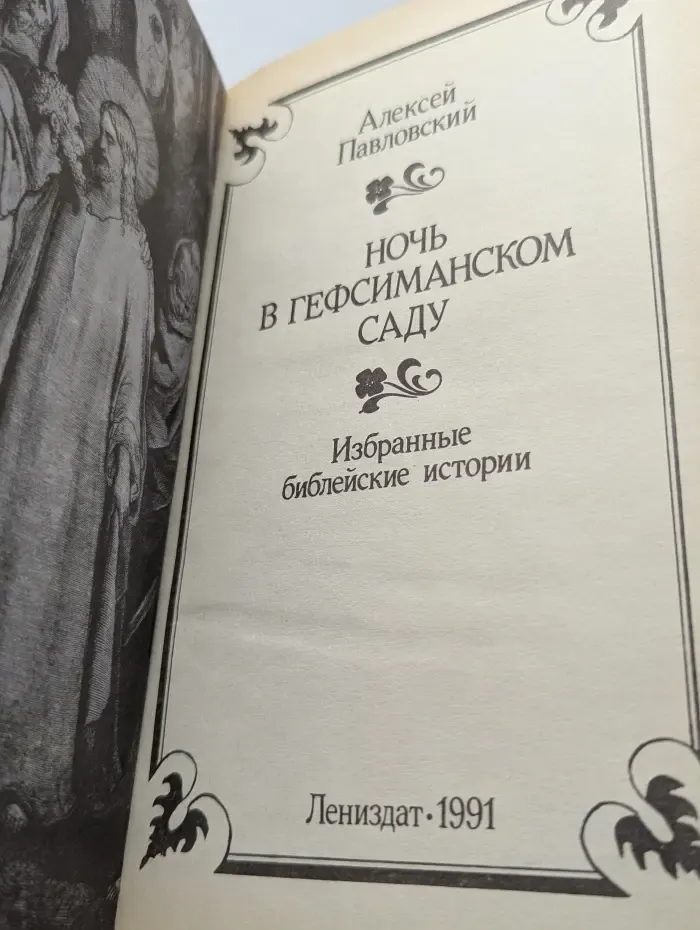 Алексей
Павловский
НОЧЬ
В ГЕФСИМАНСКОМ
САДУ
Избранные
библейские истории
Лениздат·1991